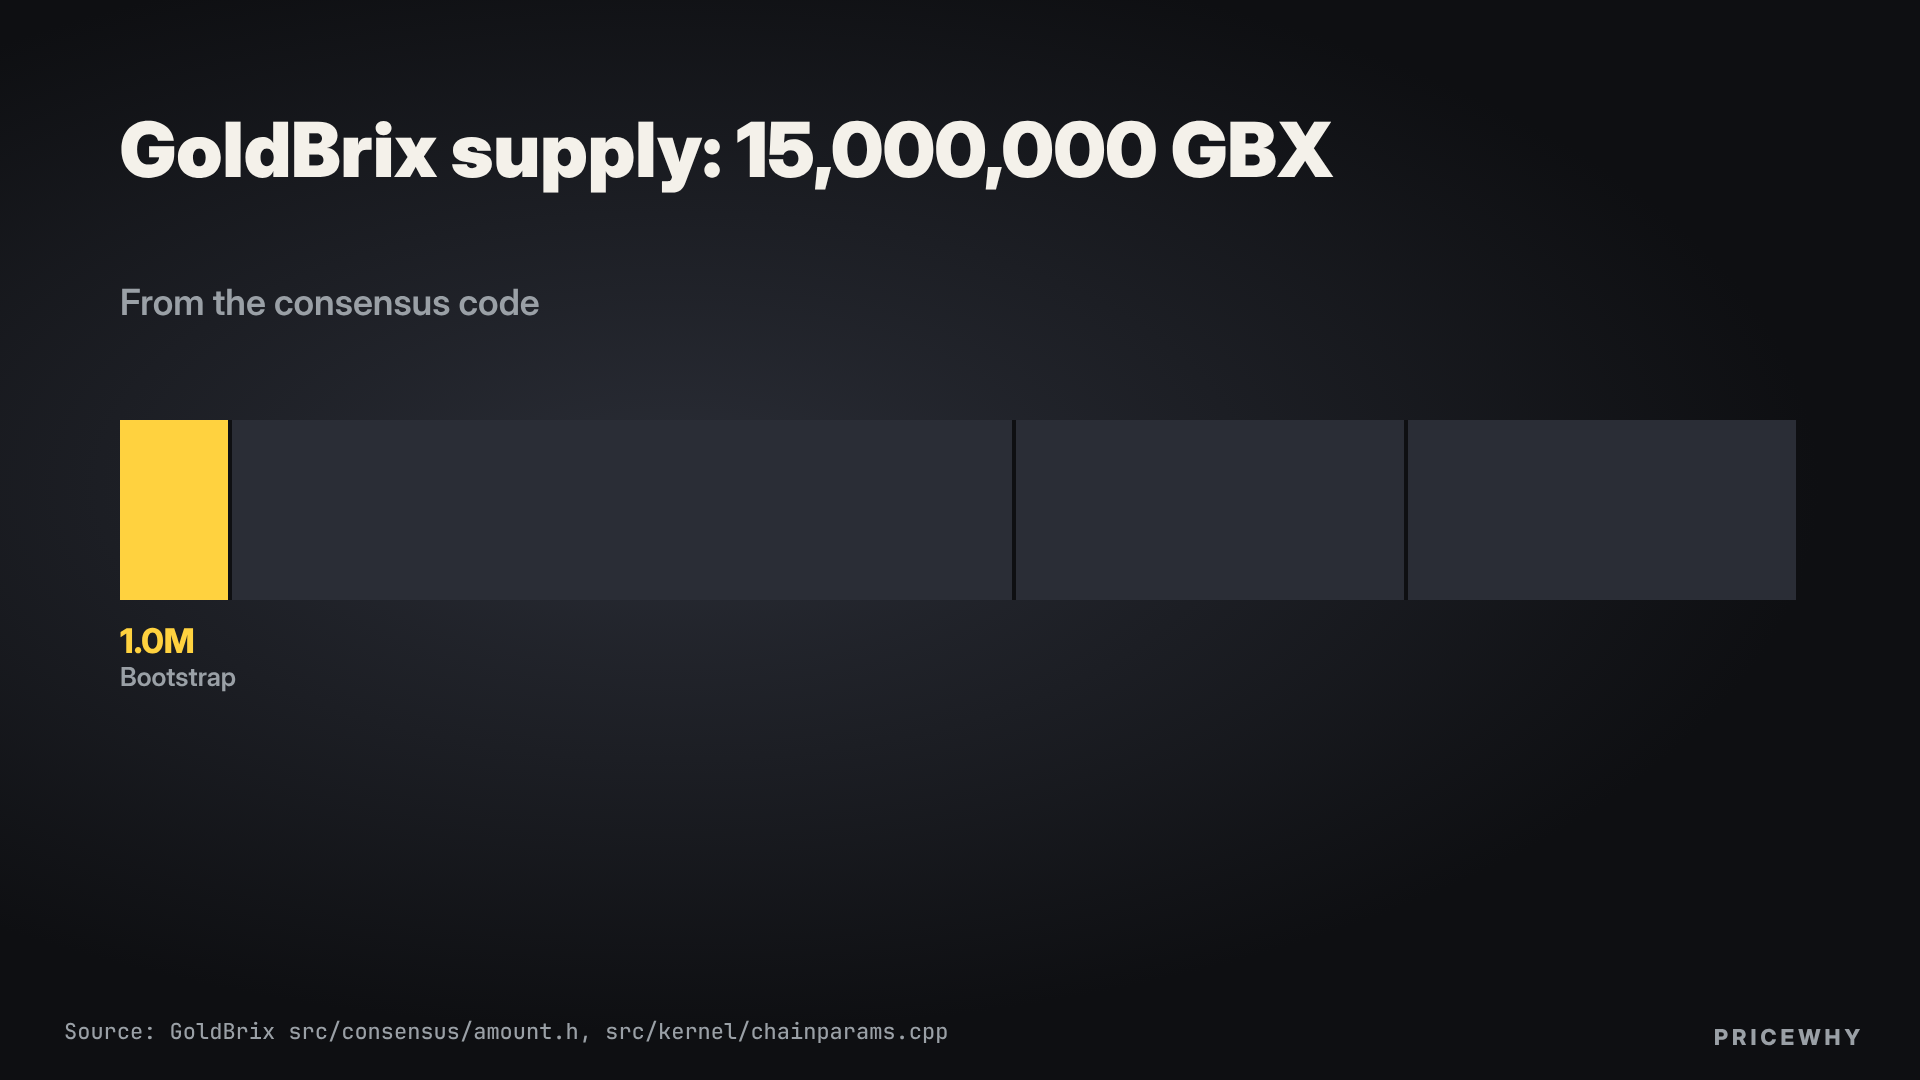 GoldBrix supply: 15,000,000 GBX
From the consensus code
1.0M
Bootstrap
Source: GoldBrix src/consensus/amount.h, src/kernel/chainparams.cpp
PRICEWHY